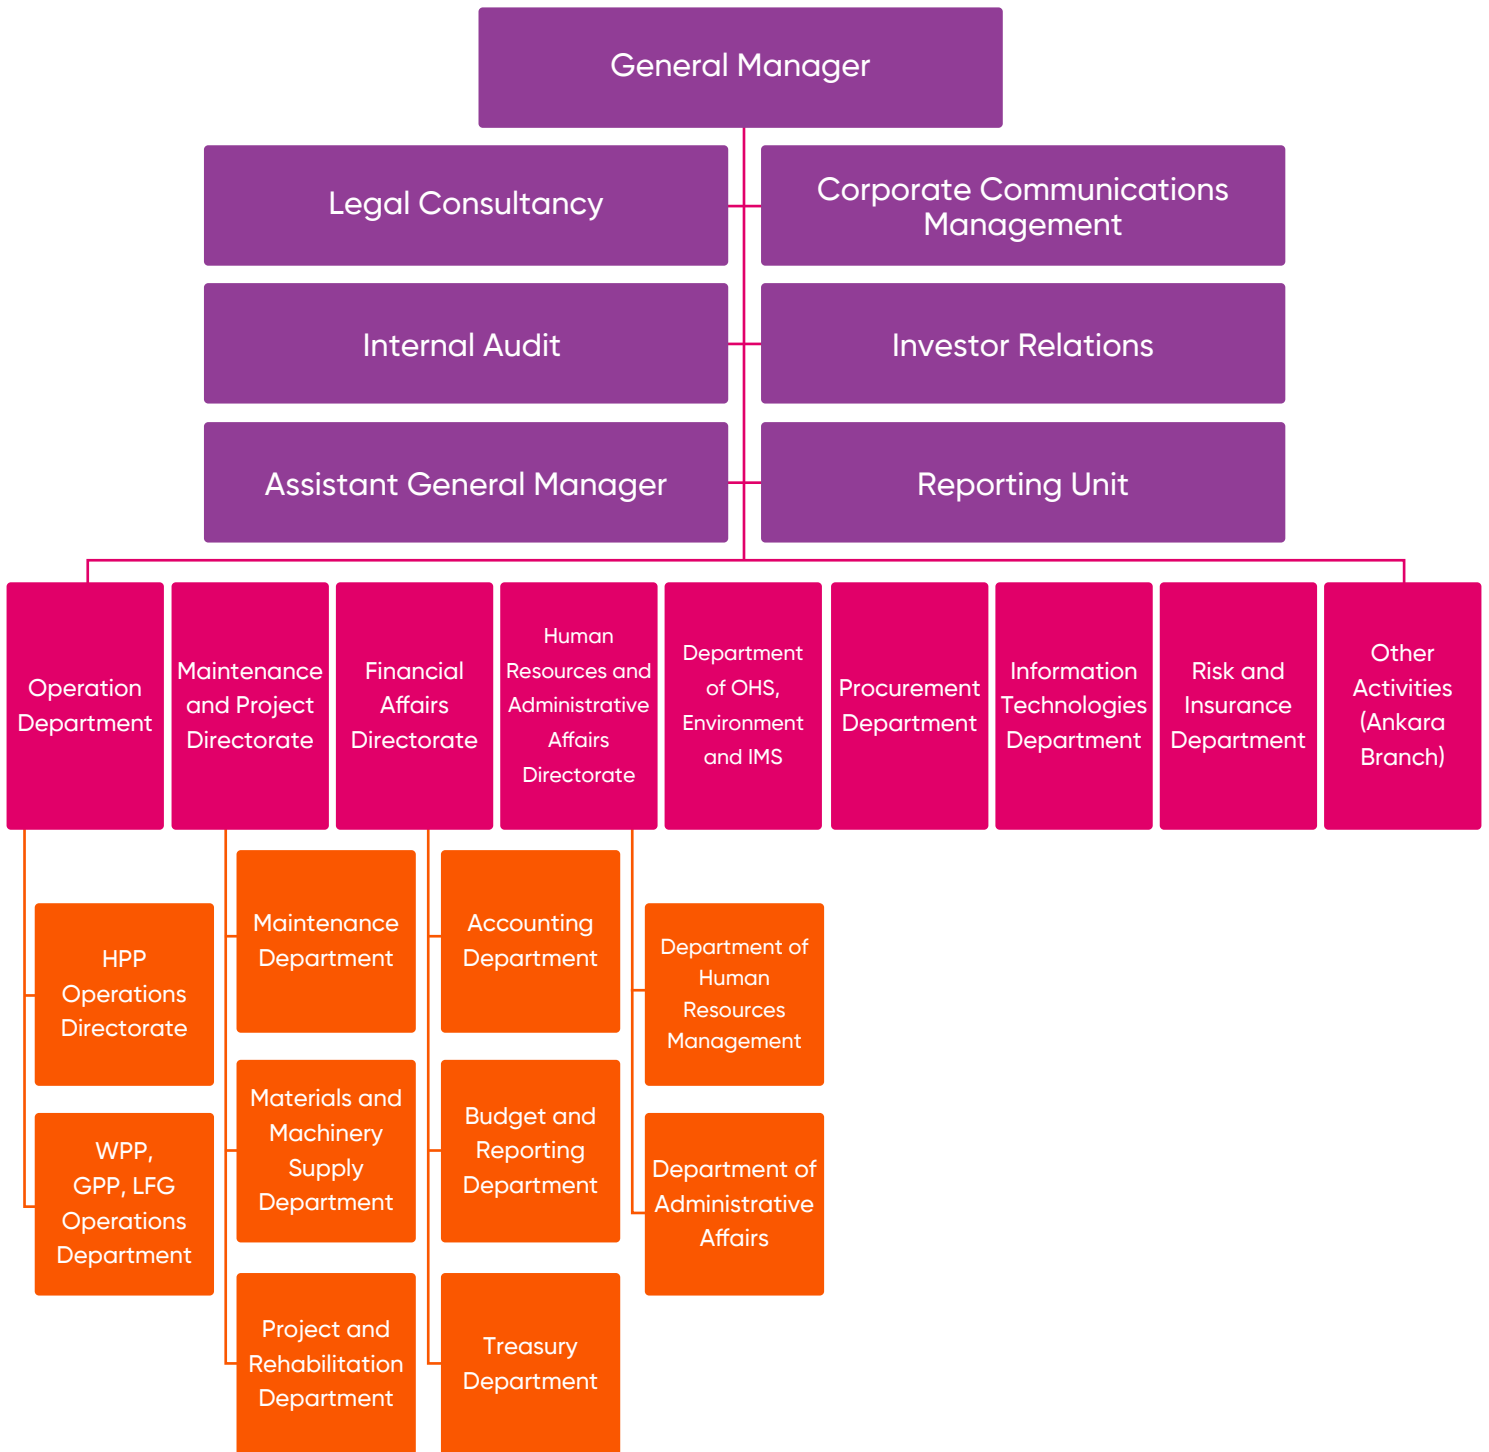 General Manager
Legal Consultancy
Corporate Communications
Management
Internal Audit
Investor Relations
Assistant General Manager
Reporting Unit
Operation
Department
Maintenance
and Project
Directorate
Financial
Affairs
Directorate
Human
Resources and
Administrative
Affairs
Directorate
Department
of OHS,
Environment
and IMS
Procurement
Department
Information
Technologies
Department
Risk and
Insurance
Department
Other
Activities
(Ankara
Branch)
HPP
Operations
Directorate
WPP,
GPP, LFG
Operations
Department
Maintenance
Department
Materials and
Machinery
Supply
Department
Project and
Rehabilitation
Department
Accounting
Department
Budget and
Reporting
Department
Treasury
Department
Department of
Human
Resources
Management
Department of
Administrative
Affairs